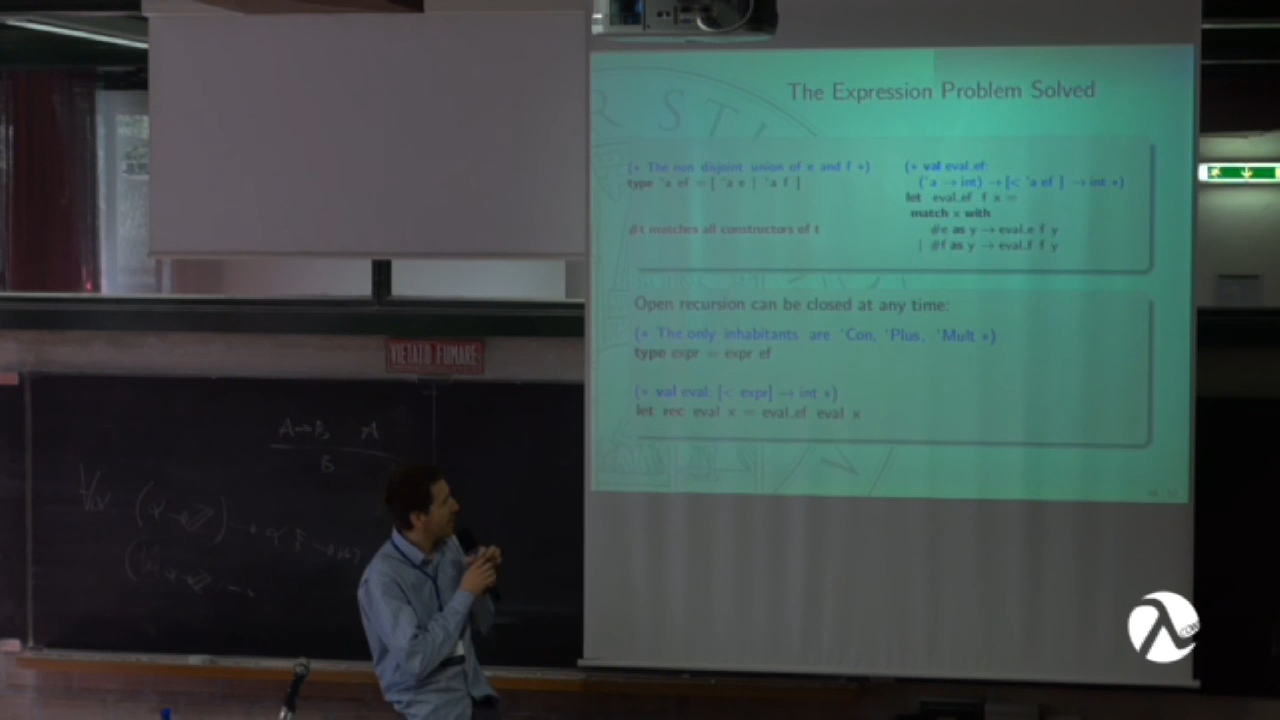 The Expression Problem Solved
(* The non disjoint union of e and f *)
type 'a ef = [ 'a e | 'a f ]
#t matches all constructors of t
(* val eval_ef:
('a → int) → [< 'a ef ] → int *)
let eval_ef f x =
match x with
#e as y → eval_e f y
| #f as y → eval_f f y
Open recursion can be closed at any time:
(* The only inhabitants are `Con, `Plus, `Mult *)
type expr = expr ef
(* val eval: [< expr] → int *)
let rec eval x = eval_ef eval x
VIETATO FUMARE
A→B A
B
λ